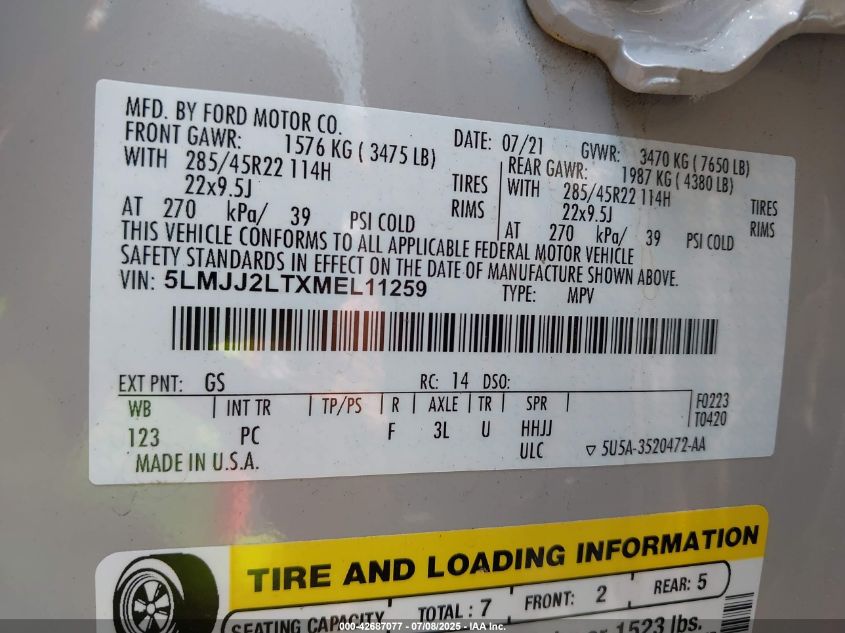 MFD. BY FORD MOTOR CO.
DATE: 07/21 GVWR: 3470 KG ( 7650 LB)
FRONT GAWR: 1576 KG ( 3475 LB) REAR GAWR: 1987 KG ( 4380 LB)
WITH 285/45R22 114H TIRES WITH 285/45R22 114H TIRES
22x9.5J RIMS 22x9.5J RIMS
AT 270 kPa/ 39 PSI COLD AT 270 kPa/ 39 PSI COLD
THIS VEHICLE CONFORMS TO ALL APPLICABLE FEDERAL MOTOR VEHICLE
SAFETY STANDARDS IN EFFECT ON THE DATE OF MANUFACTURE SHOWN ABOVE.
VIN: 5LMJJ2LTXMEL11259 TYPE: MPV
EXT PNT: GS RC: 14 DSO:
WB | INT TR | TP/PS | R | AXLE | TR | SPR | F0223
T0420
123 PC F 3L U HHJJ
ULC
MADE IN U.S.A. ▽ 5U5A-3520472-AA
TIRE AND LOADING INFORMATION
SEATING CAPACITY TOTAL : 7 FRONT: 2 REAR: 5
or 1523 lbs.
000-42687077 - 07/08/2025 - IAA Inc.